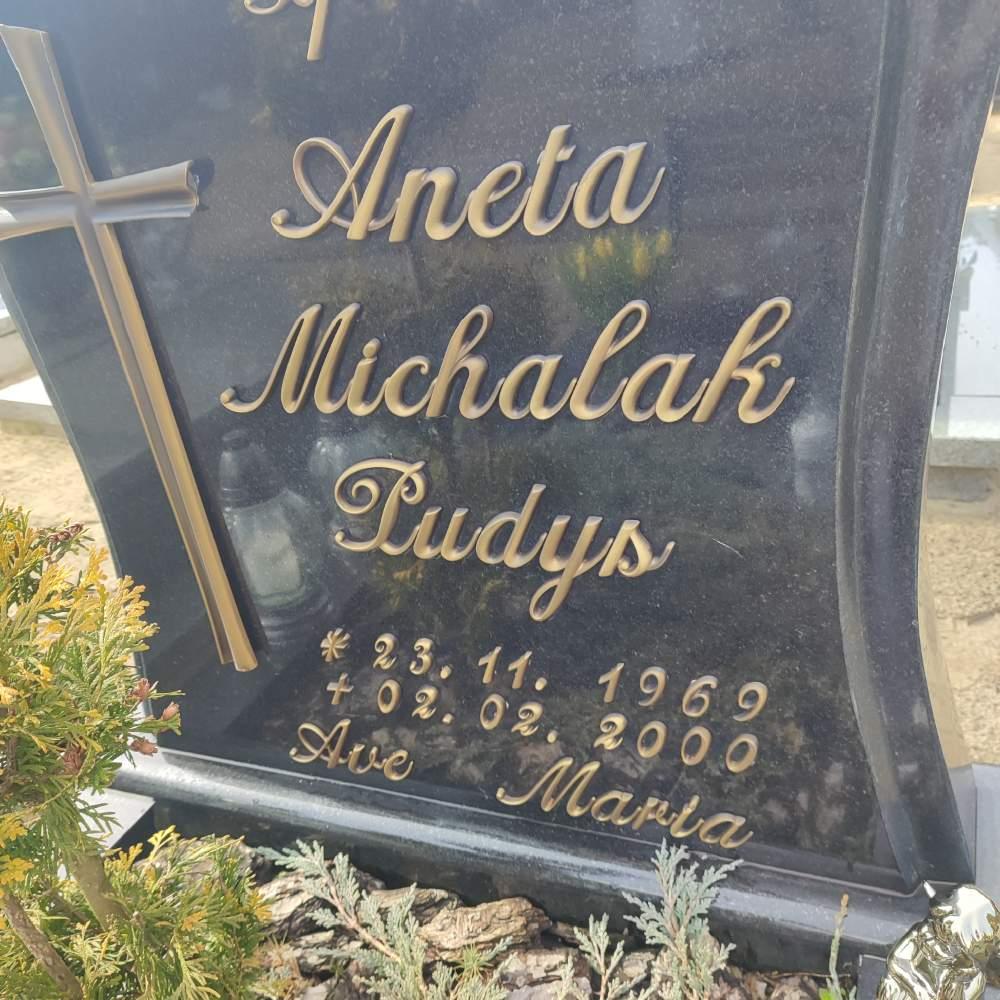 Aneta
Michalak
Pudys
* 23. 11. 1969
+ 02. 02. 2000
Ave Maria